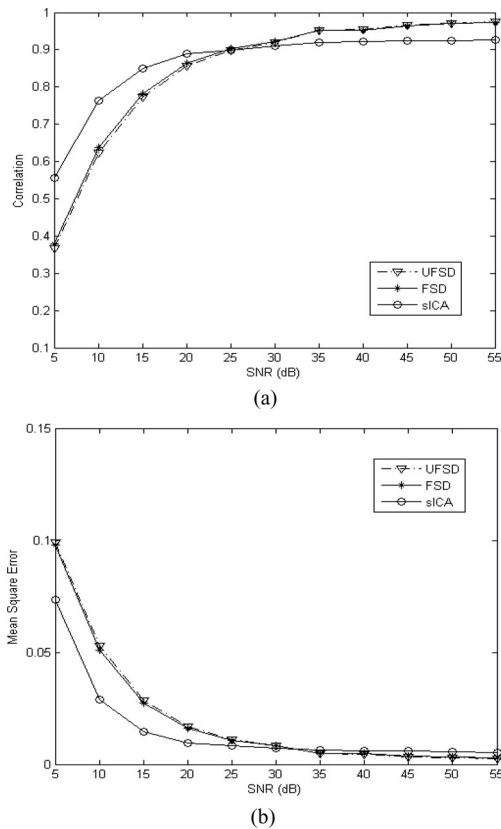 1
0.9
0.8
0.7
0.6
0.5
0.4
0.3
0.2
0.1
Correlation
UFSD
FSD
sICA
5 10 15 20 25 30 35 40 45 50 55
SNR (dB)
(a)
0.15
0.1
0.05
0
Mean Square Error
UFSD
FSD
sICA
5 10 15 20 25 30 35 40 45 50 55
SNR (dB)
(b)